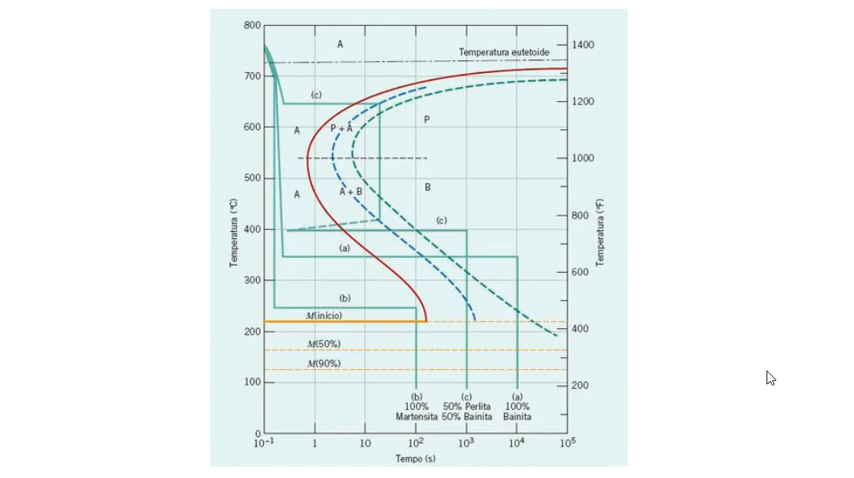 800
700
600
500
400
300
200
100
0
Temperatura (°C)
A
Temperatura eutetoide
(c)
A
P + A
P
A
A + B
B
(c)
(a)
(b)
M(início)
M(50%)
M(90%)
1400
1200
1000
800
600
400
200
Temperatura (°F)
(b)
100%
Martensita
(c)
50% Perlita
50% Bainita
(a)
100%
Bainita
10⁻¹ 1 10 10² 10³ 10⁴ 10⁵
Tempo (s)